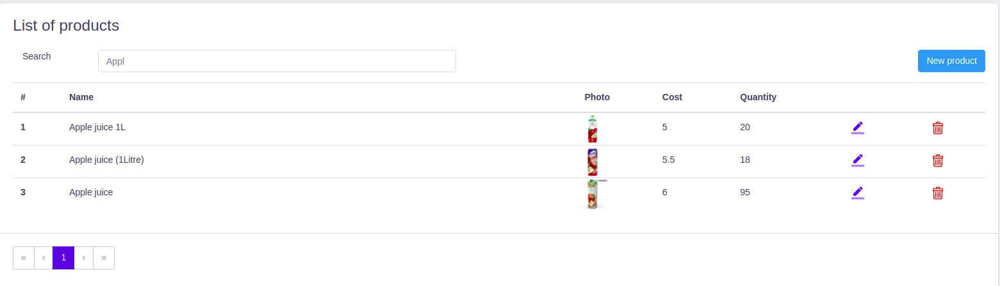 List of products
Search Appl New product
# Name Photo Cost Quantity
1 Apple juice 1L 5 20
2 Apple juice (1Litre) 5.5 18
3 Apple juice 6 95
« ‹ 1 › »